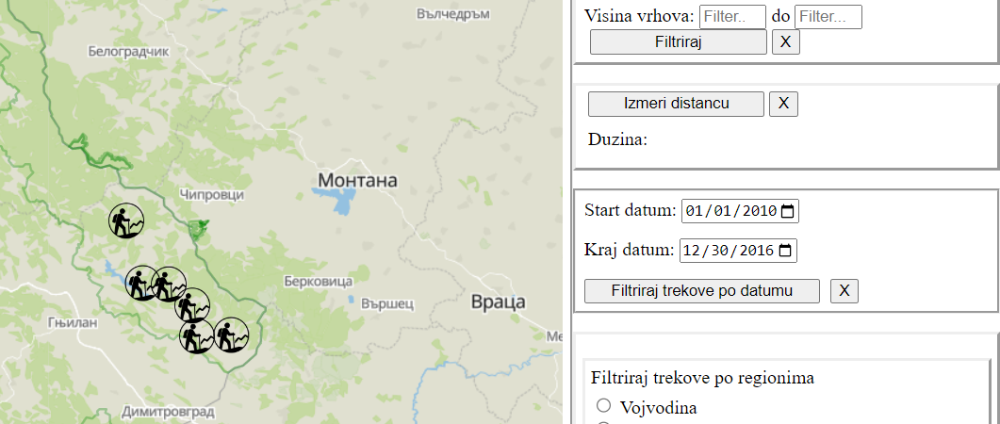 Вълчедръм
Белоградчик
Монтана
Чипровци
Берковица
Вършец
Враца
Гњилан
Ме
Димитровград
Visina vrhova: Filter.. do Filter...
Filtriraj X
Izmeri distancu X
Duzina:
Start datum: 01/01/2010
Kraj datum: 12/30/2016
Filtriraj trekove po datumu X
Filtriraj trekove po regionima
Vojvodina